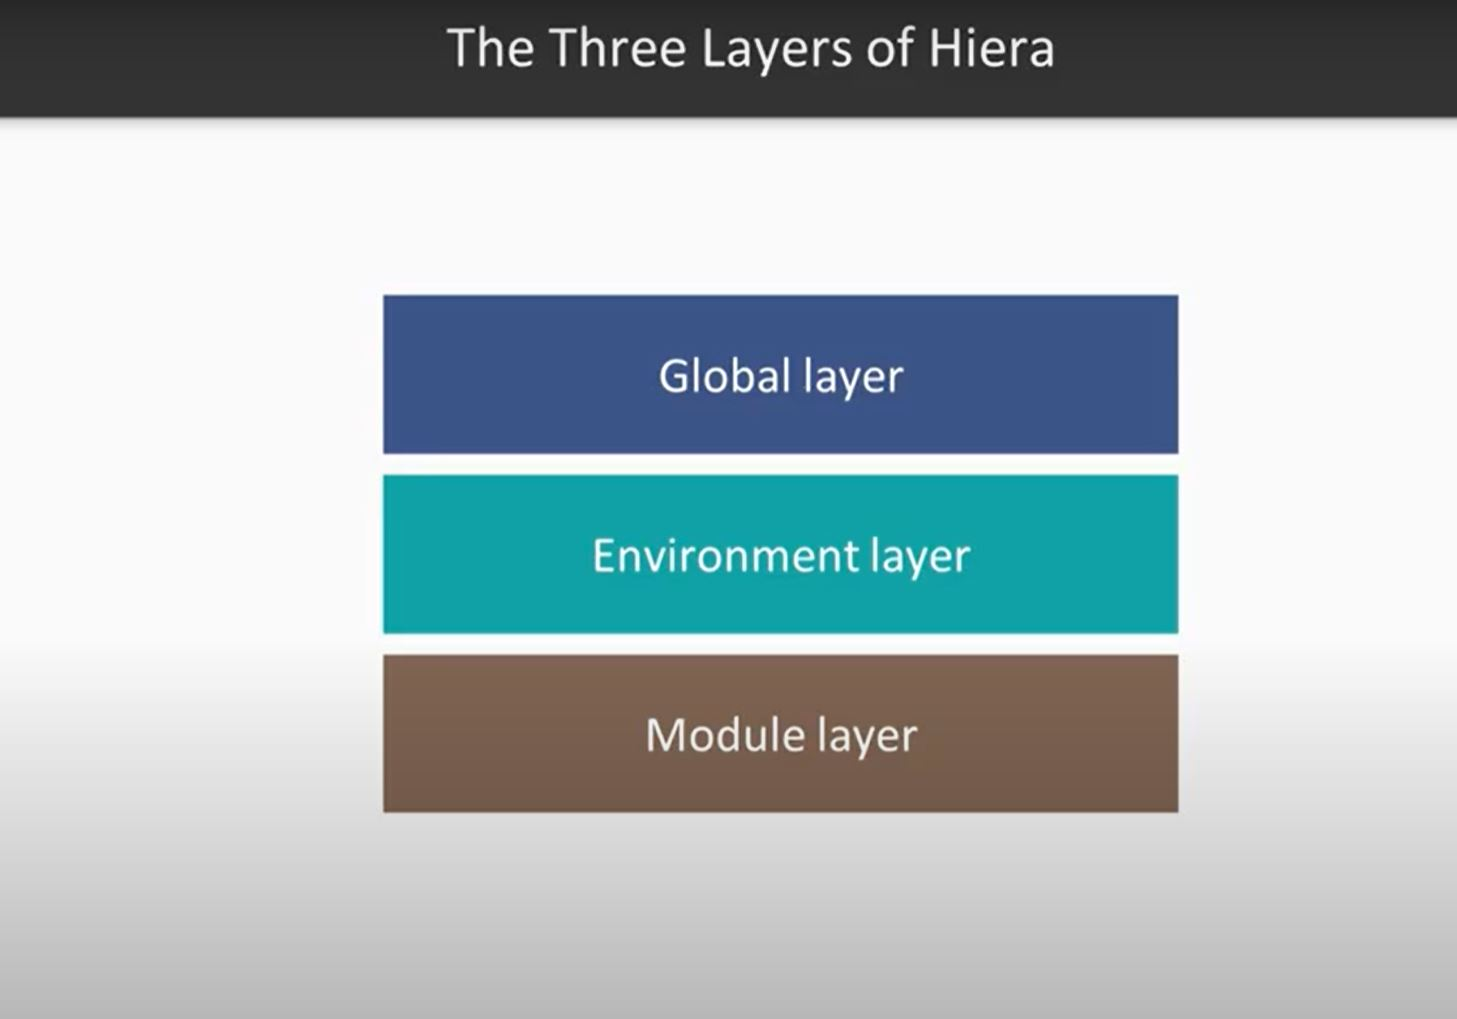 The Three Layers of Hiera
Global layer
Environment layer
Module layer